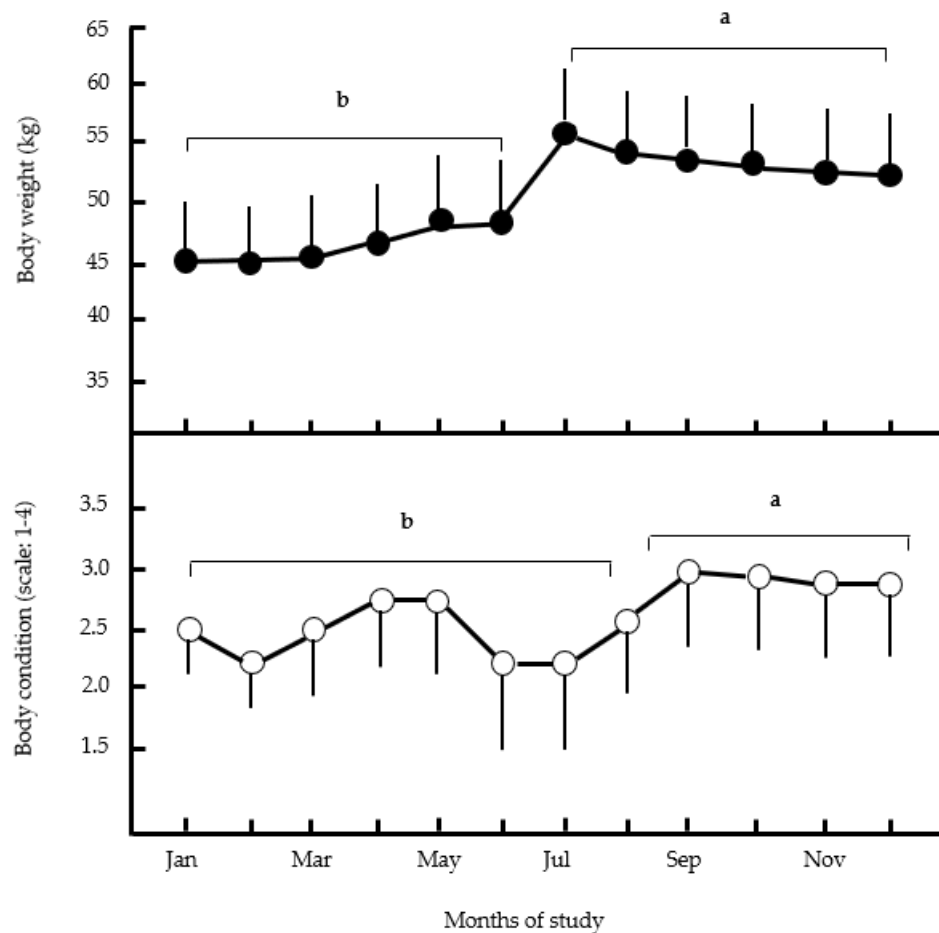 65
a
60
b
55
50
45
40
35
Body weight (kg)
3.5
b
a
3.0
2.5
2.0
1.5
Body condition (scale: 1-4)
Jan
Mar
May
Jul
Sep
Nov
Months of study